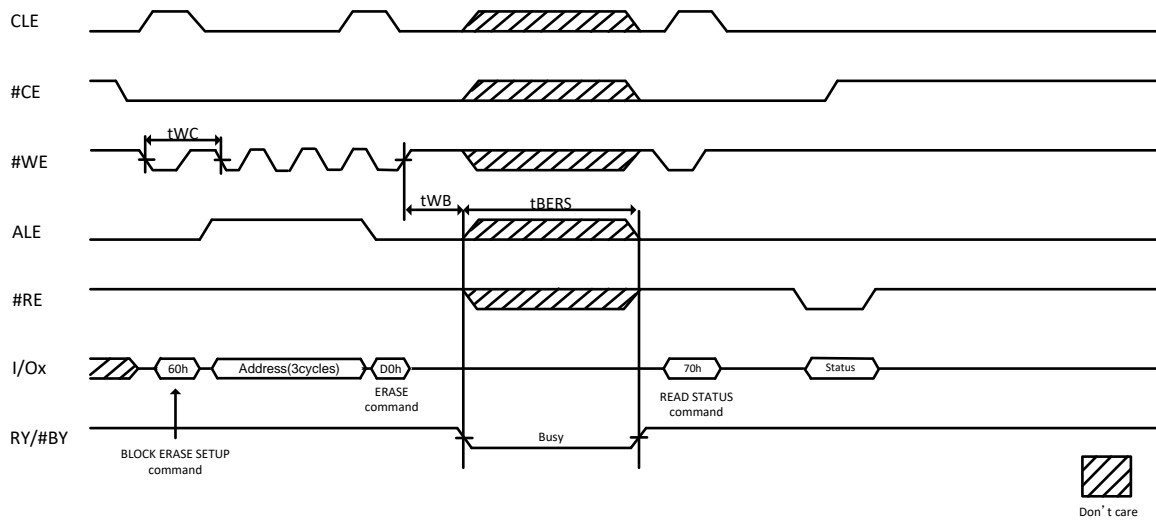 CLE
#CE
tWC
#WE
tWB
tBERS
ALE
#RE
I/Ox
60h
Address(3cycles)
D0h
70h
Status
ERASE
command
READ STATUS
command
RY/#BY
Busy
BLOCK ERASE SETUP
command
Don’t care